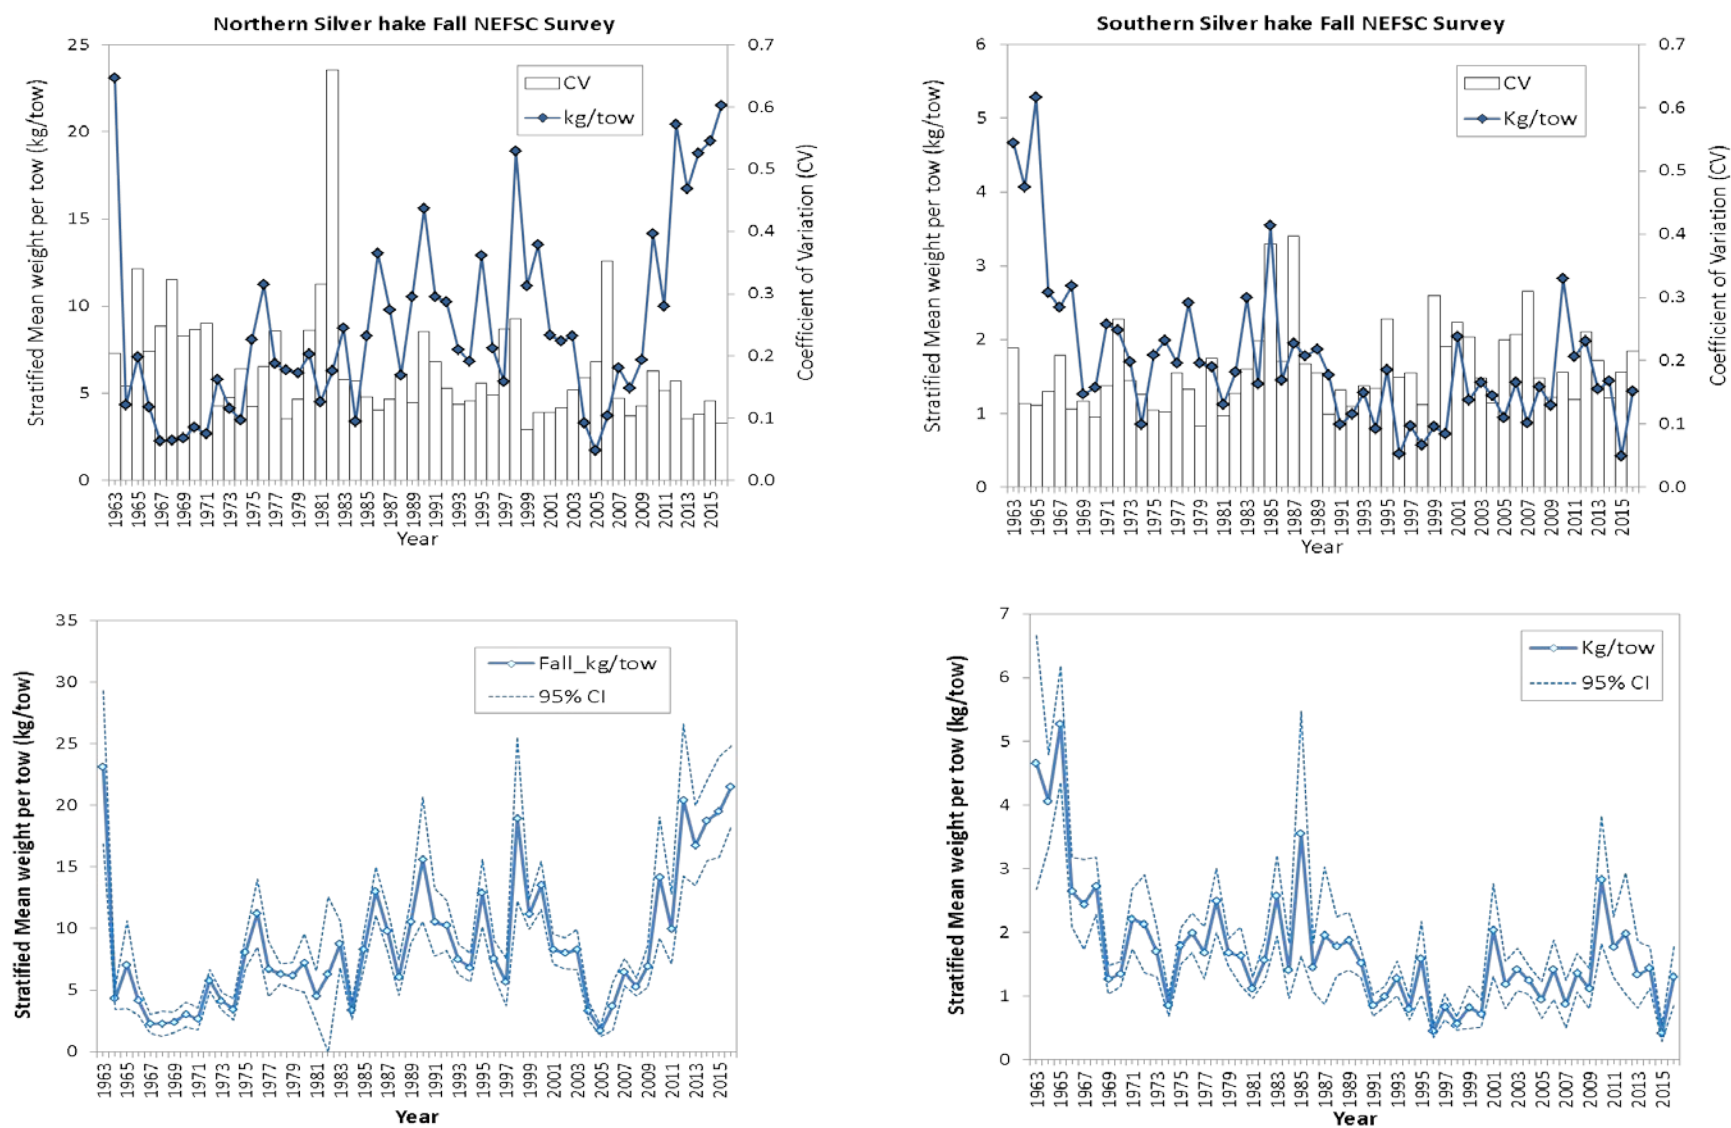 Northern Silver hake Fall NEFSC Survey
Stratified Mean weight per tow (kg/tow)
25
20
15
10
5
0
CV
kg/tow
0.7
0.6
0.5
0.4
0.3
0.2
0.1
0.0
Coefficient of Variation (CV)
1963 1965 1967 1969 1971 1973 1975 1977 1979 1981 1983 1985 1987 1989 1991 1993 1995 1997 1999 2001 2003 2005 2007 2009 2011 2013 2015
Year
Southern Silver hake Fall NEFSC Survey
Stratified Mean weight per tow (kg/tow)
6
5
4
3
2
1
0
CV
Kg/tow
0.7
0.6
0.5
0.4
0.3
0.2
0.1
0.0
Coefficient of Variation (CV)
1963 1965 1967 1969 1971 1973 1975 1977 1979 1981 1983 1985 1987 1989 1991 1993 1995 1997 1999 2001 2003 2005 2007 2009 2011 2013 2015
Year
Stratified Mean weight per tow (kg/tow)
35
30
25
20
15
10
5
0
Fall_kg/tow
95% CI
1963 1965 1967 1969 1971 1973 1975 1977 1979 1981 1983 1985 1987 1989 1991 1993 1995 1997 1999 2001 2003 2005 2007 2009 2011 2013 2015
Year
Stratified Mean weight per tow (kg/tow)
7
6
5
4
3
2
1
0
Kg/tow
95% CI
1963 1965 1967 1969 1971 1973 1975 1977 1979 1981 1983 1985 1987 1989 1991 1993 1995 1997 1999 2001 2003 2005 2007 2009 2011 2013 2015
Year